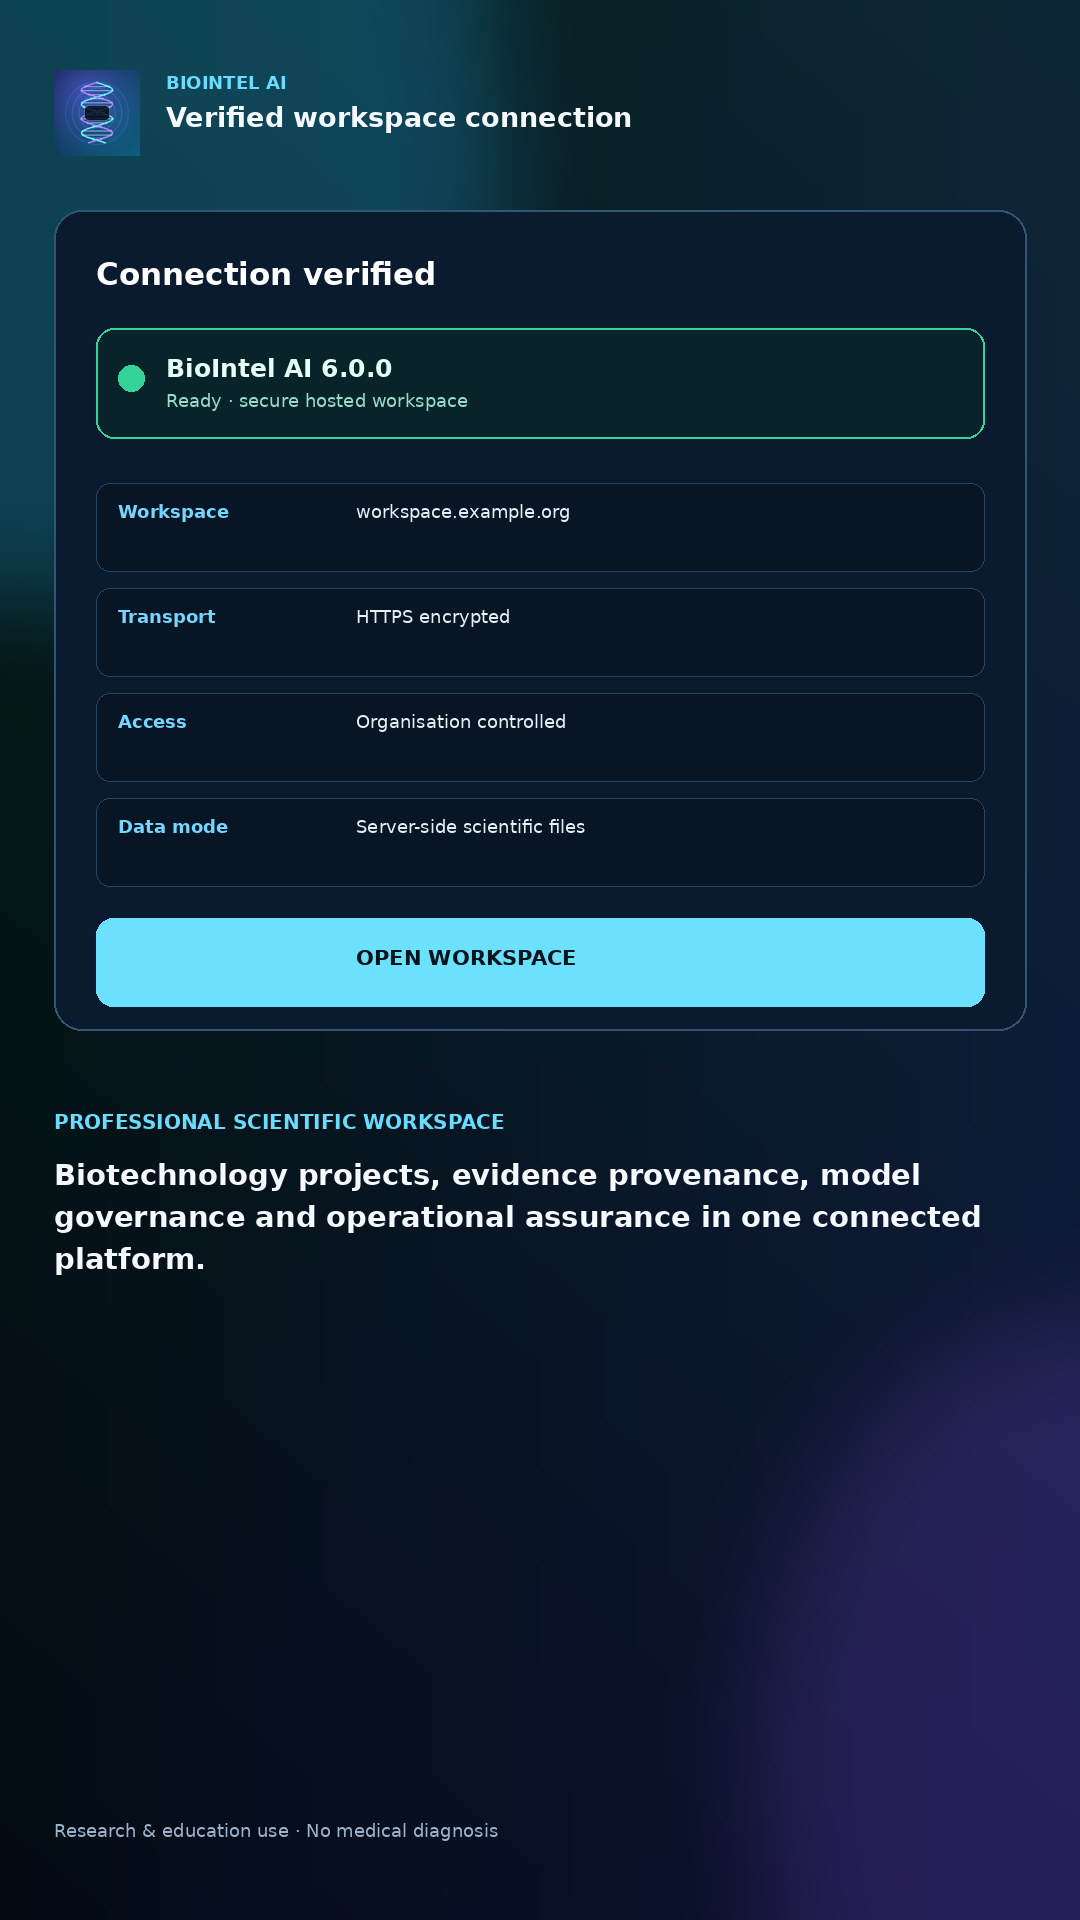 BIOINTEL AI
Verified workspace connection
Connection verified
BioIntel AI 6.0.0
Ready · secure hosted workspace
Workspace workspace.example.org
Transport HTTPS encrypted
Access Organisation controlled
Data mode Server-side scientific files
OPEN WORKSPACE
PROFESSIONAL SCIENTIFIC WORKSPACE
Biotechnology projects, evidence provenance, model
governance and operational assurance in one connected
platform.
Research & education use · No medical diagnosis